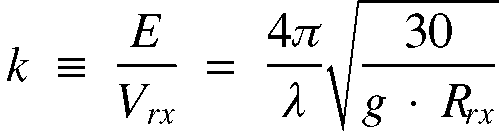 k ≡ E / V_rx = 4π / λ √(30 / (g · R_rx))